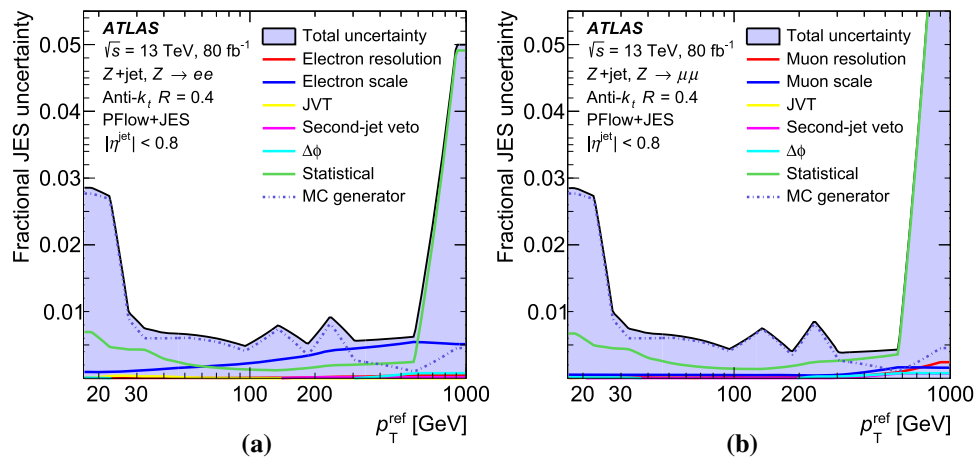 Fractional JES uncertainty
0.05
0.04
0.03
0.02
0.01
ATLAS
√s = 13 TeV, 80 fb⁻¹
Z+jet, Z → ee
Anti-kₜ R = 0.4
PFlow+JES
|ηʲᵉᵗ| < 0.8
Total uncertainty
Electron resolution
Electron scale
JVT
Second-jet veto
Δϕ
Statistical
MC generator
20 30 100 200 1000
p_T^ref [GeV]
(a)
Fractional JES uncertainty
0.05
0.04
0.03
0.02
0.01
ATLAS
√s = 13 TeV, 80 fb⁻¹
Z+jet, Z → μμ
Anti-kₜ R = 0.4
PFlow+JES
|ηʲᵉᵗ| < 0.8
Total uncertainty
Muon resolution
Muon scale
JVT
Second-jet veto
Δϕ
Statistical
MC generator
20 30 100 200 1000
p_T^ref [GeV]
(b)